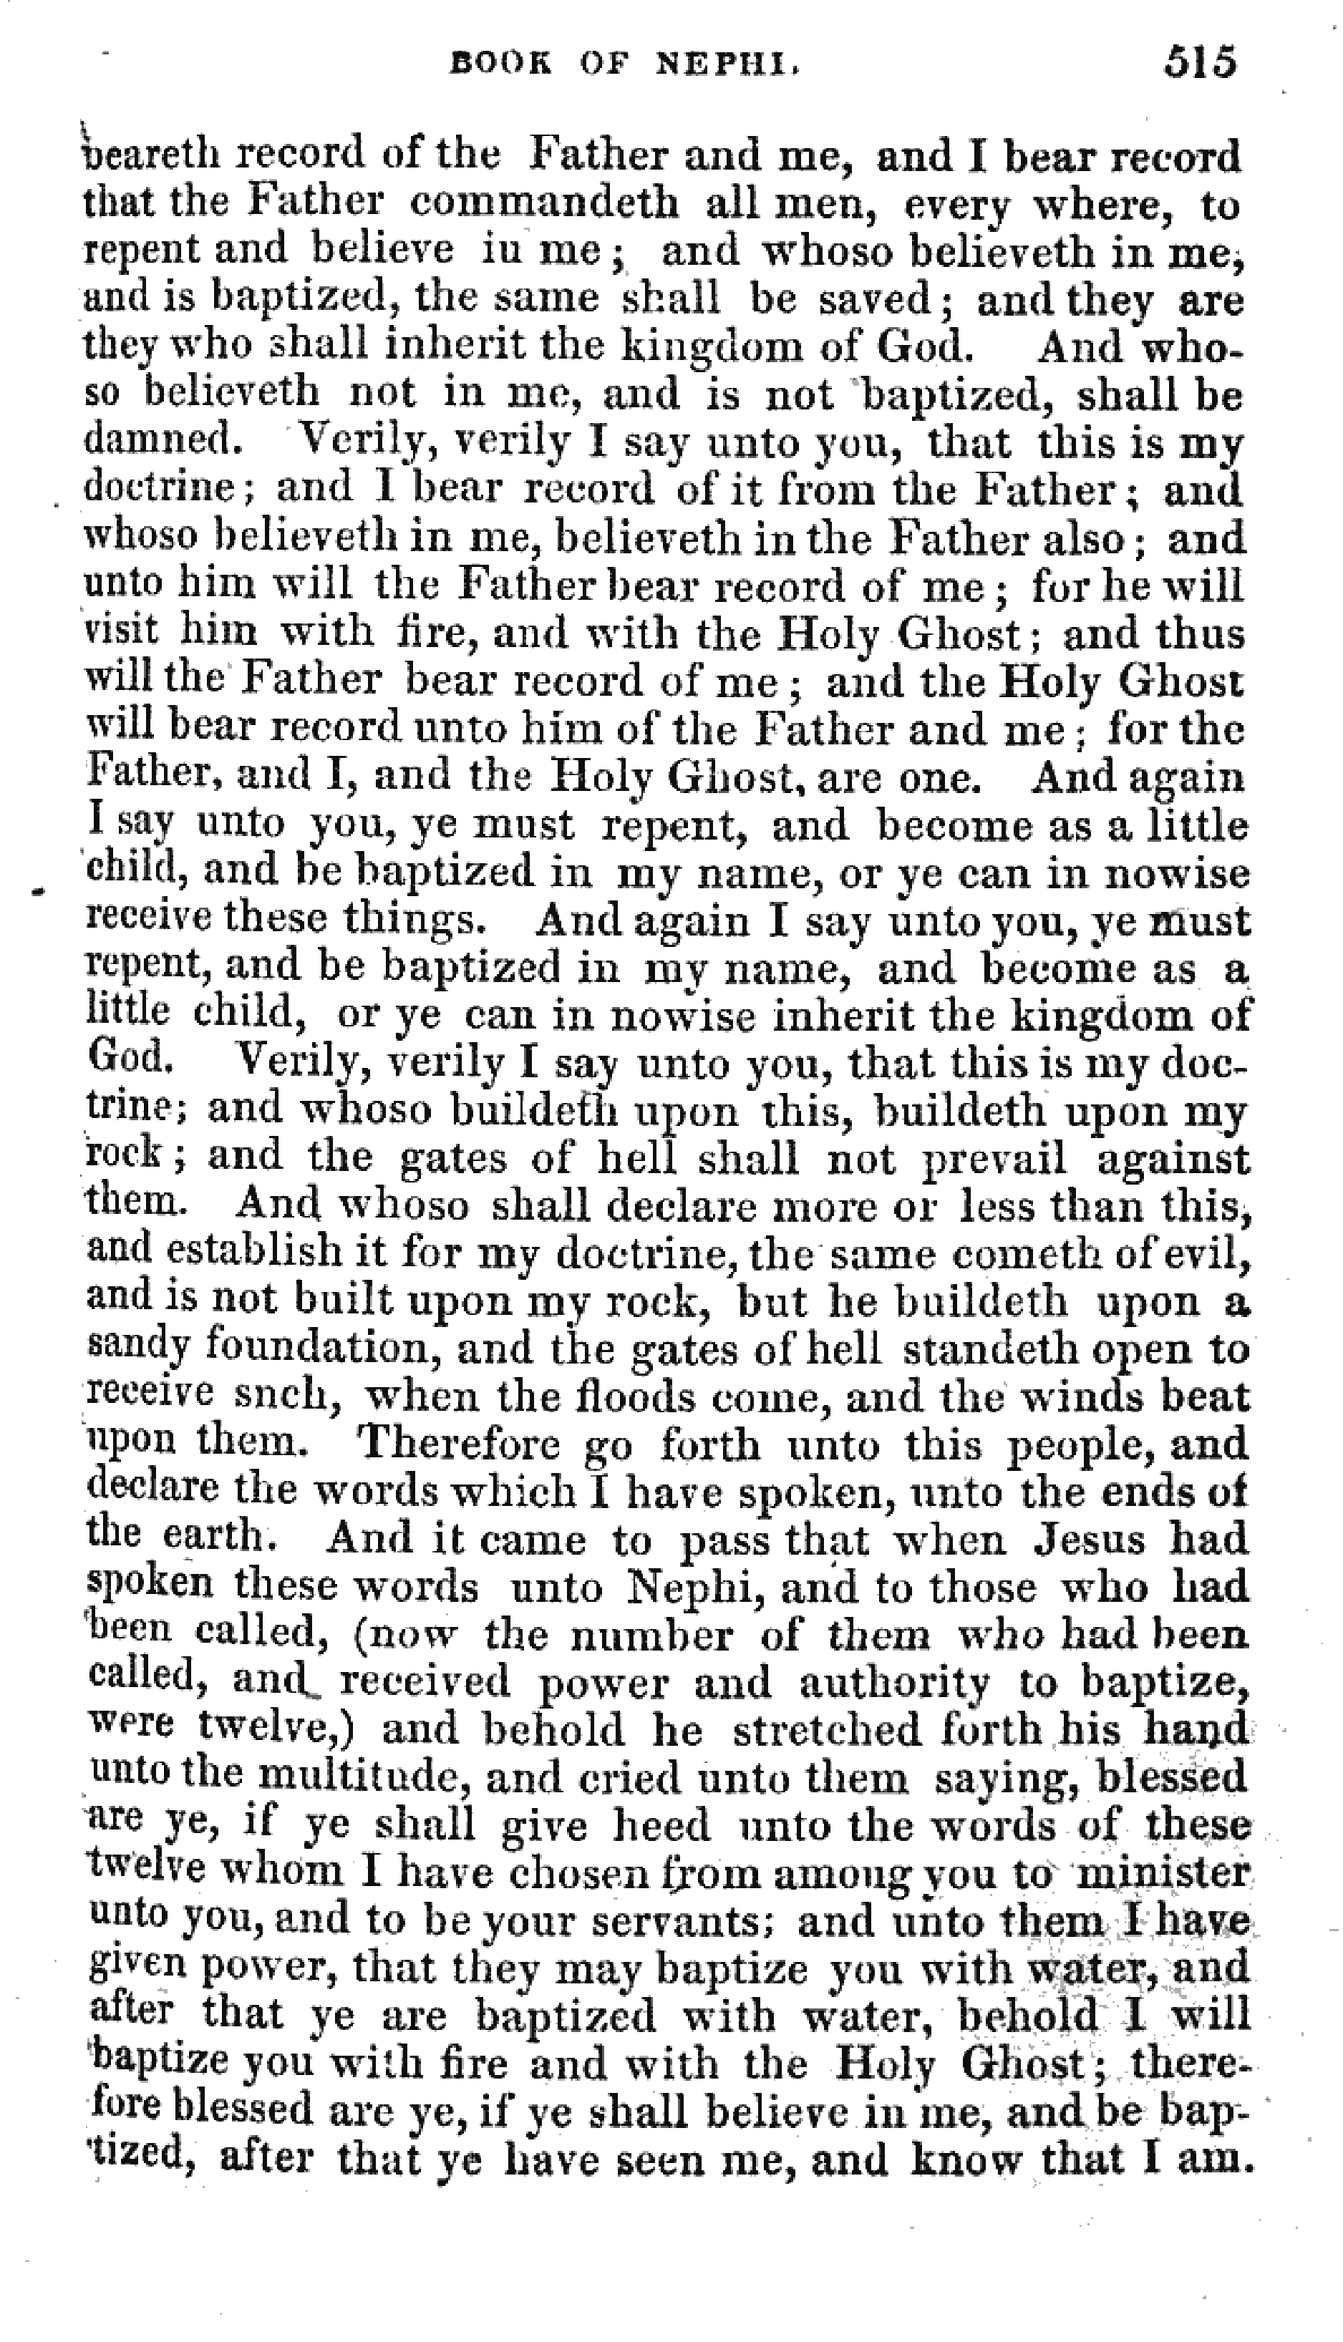 BOOK OF NEPHI. 515
beareth record of the Father and me, and I bear record
that the Father commandeth all men, every where, to
repent and believe iu me; and whoso believeth in me,
and is baptized, the same shall be saved; and they are
they who shall inherit the kingdom of God. And who-
so believeth not in me, and is not baptized, shall be
damned. Verily, verily I say unto you, that this is my
doctrine; and I bear record of it from the Father; and
whoso believeth in me, believeth in the Father also; and
unto him will the Father bear record of me; for he will
visit him with fire, and with the Holy Ghost; and thus
will the Father bear record of me; and the Holy Ghost
will bear record unto him of the Father and me; for the
Father, and I, and the Holy Ghost, are one. And again
I say unto you, ye must repent, and become as a little
child, and be baptized in my name, or ye can in nowise
receive these things. And again I say unto you, ye must
repent, and be baptized in my name, and become as a
little child, or ye can in nowise inherit the kingdom of
God. Verily, verily I say unto you, that this is my doc-
trine; and whoso buildeth upon this, buildeth upon my
rock; and the gates of hell shall not prevail against
them. And whoso shall declare more or less than this,
and establish it for my doctrine, the same cometh of evil,
and is not built upon my rock, but he buildeth upon a
sandy foundation, and the gates of hell standeth open to
receive snch, when the floods come, and the winds beat
upon them. Therefore go forth unto this people, and
declare the words which I have spoken, unto the ends of
the earth. And it came to pass that when Jesus had
spoken these words unto Nephi, and to those who had
been called, (now the number of them who had been
called, and received power and authority to baptize,
were twelve,) and behold he stretched forth his hand
unto the multitude, and cried unto them saying, blessed
are ye, if ye shall give heed unto the words of these
twelve whom I have chosen from among you to minister
unto you, and to be your servants; and unto them I have
given power, that they may baptize you with water, and
after that ye are baptized with water, behold I will
baptize you with fire and with the Holy Ghost; there-
fore blessed are ye, if ye shall believe in me, and be bap-
tized, after that ye have seen me, and know that I am.